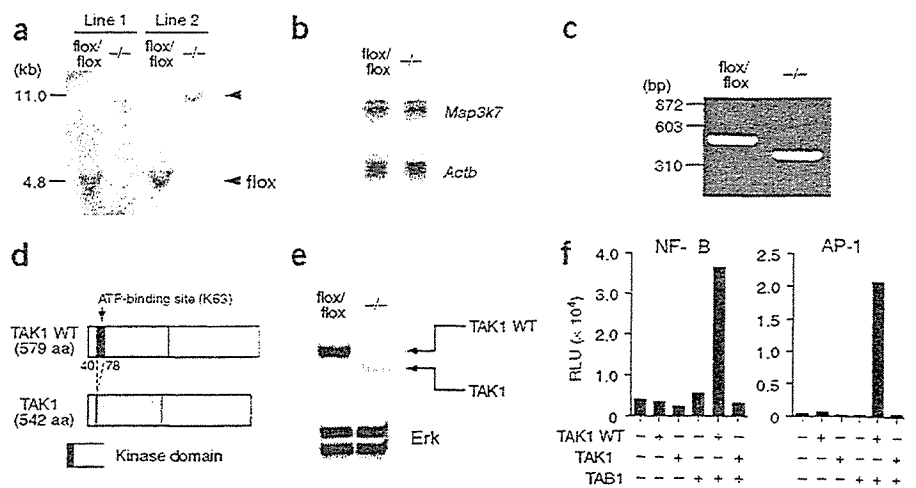 a
Line 1 Line 2
flox/flox –/– flox/flox –/–
(kb)
11.0
4.8
flox
b
flox/flox –/–
Map3k7
Actb
c
flox/flox –/–
(bp)
872
603
310
d
ATP-binding site (K63)
TAK1 WT
(579 aa)
40 78
TAK1
(542 aa)
Kinase domain
e
flox/flox –/–
TAK1 WT
TAK1
Erk
f
NF- B AP-1
RLU (× 10⁴)
4.0
3.0
2.0
1.0
0
2.5
2.0
1.5
1.0
0.5
0
TAK1 WT – + – – + – – + – – + –
TAK1 – – + – – + – – + – – +
TAB1 – – – + + + – – – + + +